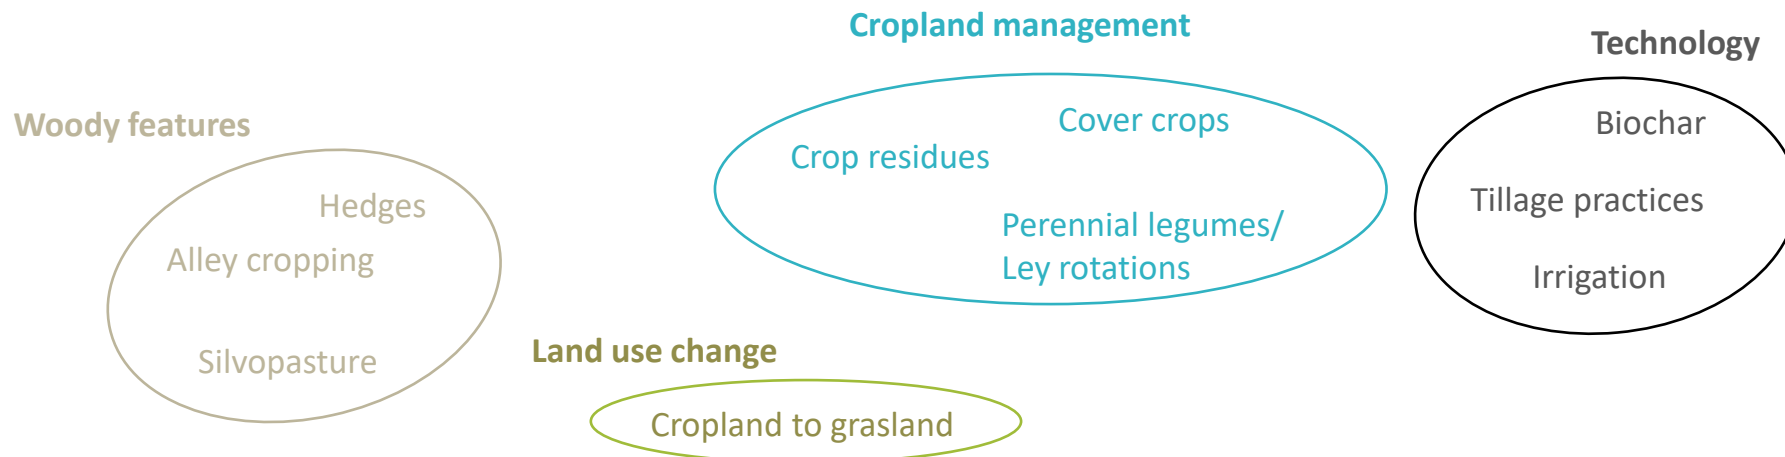 Cropland management
Technology
Woody features
Cover crops
Biochar
Crop residues
Hedges
Tillage practices
Perennial legumes/
Ley rotations
Alley cropping
Irrigation
Silvopasture
Land use change
Cropland to grasland